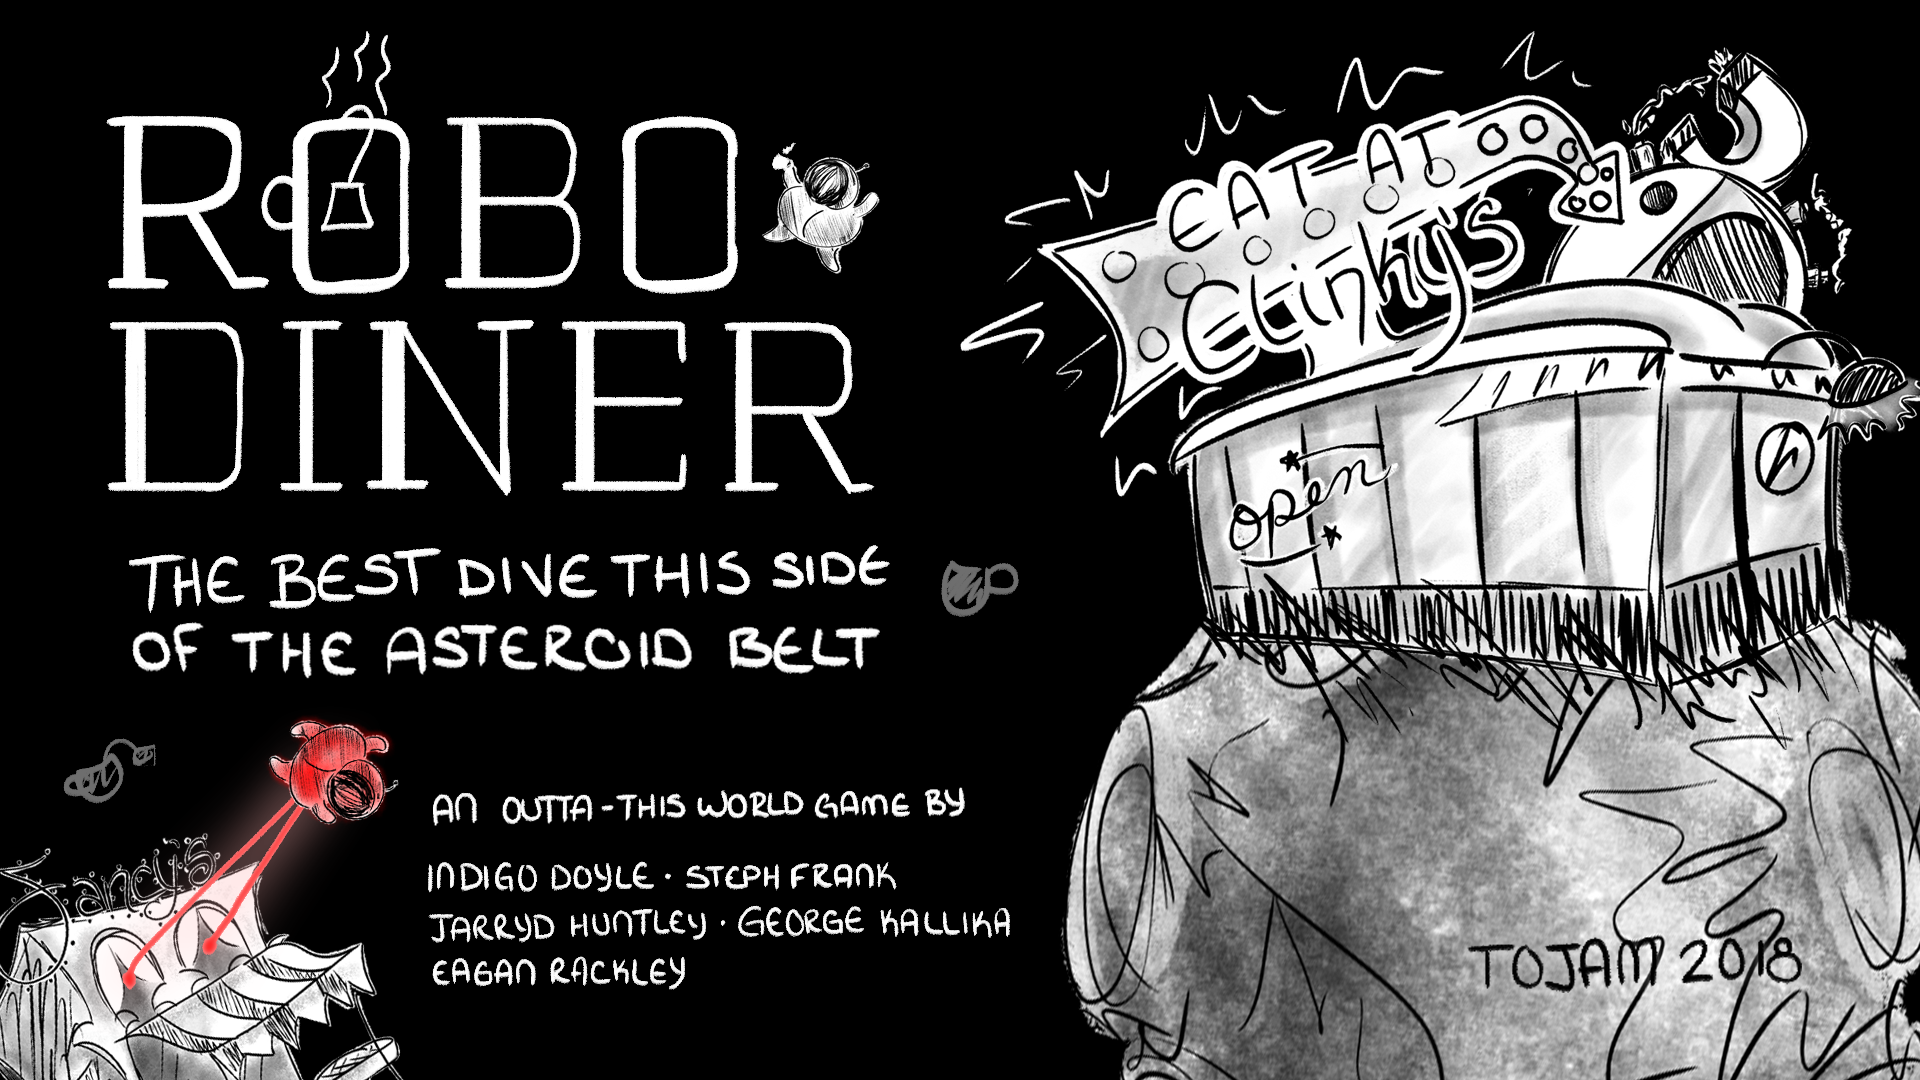 ROBO
DINER
THE BEST DIVE THIS SIDE
OF THE ASTEROID BELT
AN OUTTA-THIS WORLD GAME BY
INDIGO DOYLE · STEPH FRANK
JARRYD HUNTLEY · GEORGE KALLIKA
EAGAN RACKLEY
Fancy's
EAT AT
Clinky's
open
TOJAM 2018